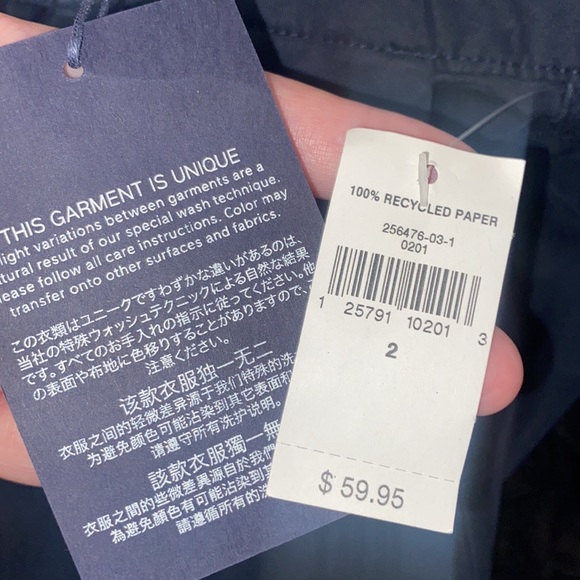 THIS GARMENT IS UNIQUE
light variations between garments are a
tural result of our special wash technique.
ease follow all care instructions. Color may
transfer onto other surfaces and fabrics.
この衣類はユニークですわずかな違いがあるのは、
当社の特殊ウォッシュテクニックによる自然な結果
です。すべてのお手入れの指示に従ってください。他
の表面や布地に色移りすることがありますので、
注意ください。
该款衣服独一无二
衣服之间的轻微差异源于我们特殊的洗
为避免颜色可能沾染到其它表面和
请遵守所有洗护说明。
該款衣服獨一無
衣服之間的些微差異源自於我們
為避免顏色有可能沾染到
請遵循所有的洗
100% RECYCLED PAPER
256476-03-1
0201
1 25791 10201 3
2
$ 59.95